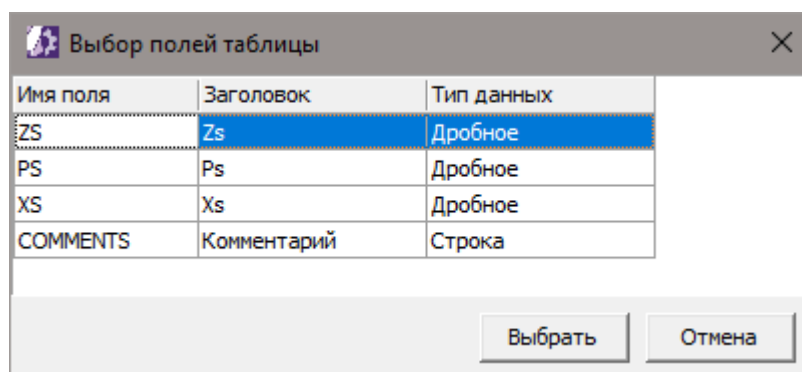 Выбор полей таблицы
Имя поля Заголовок Тип данных
ZS Zs Дробное
PS Ps Дробное
XS Xs Дробное
COMMENTS Комментарий Строка
Выбрать Отмена